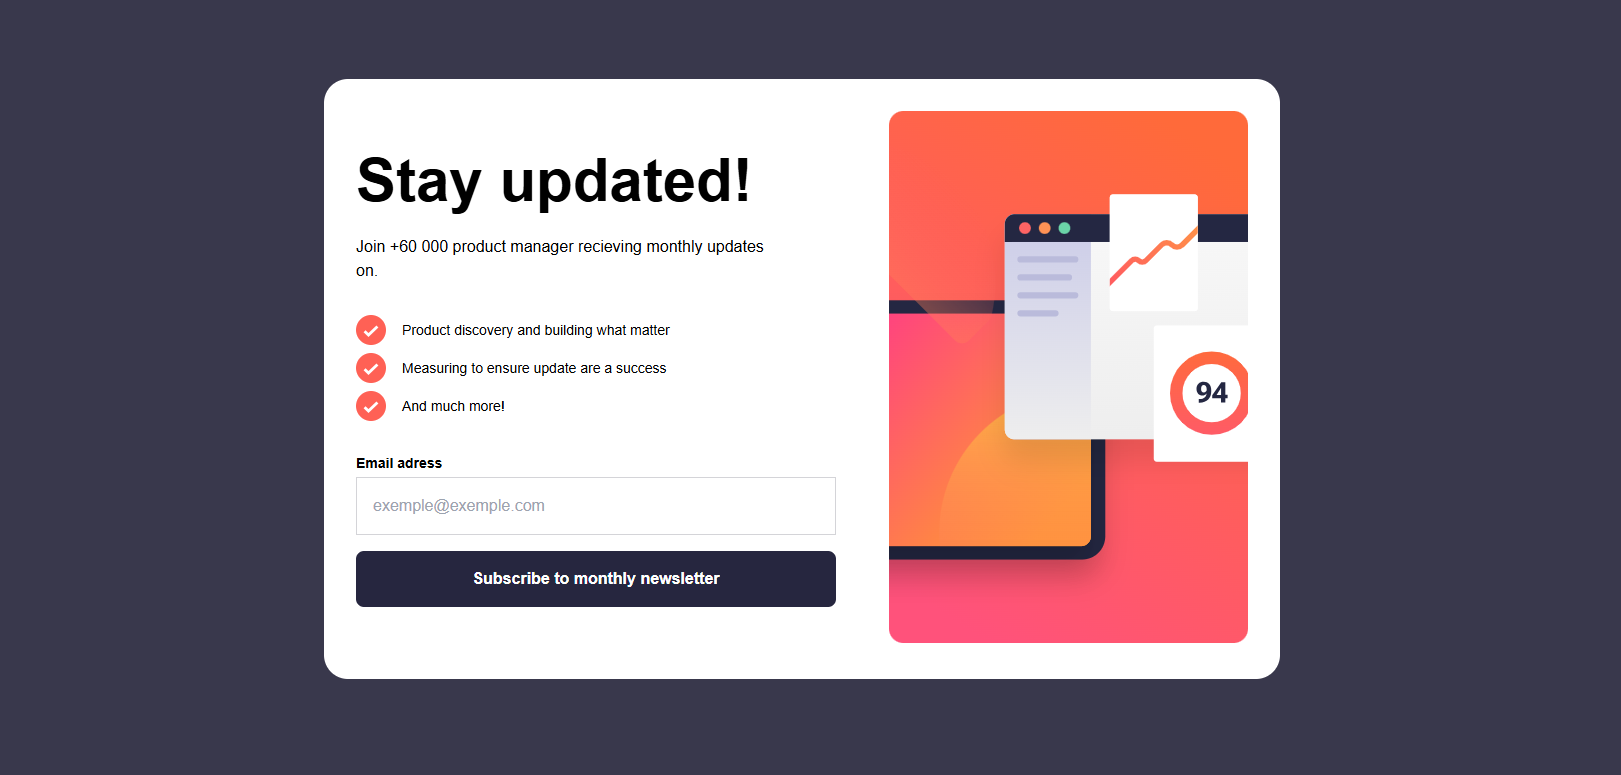 Stay updated!
Join +60 000 product manager recieving monthly updates
on.
Product discovery and building what matter
Measuring to ensure update are a success
And much more!
Email adress
exemple@exemple.com
Subscribe to monthly newsletter
94